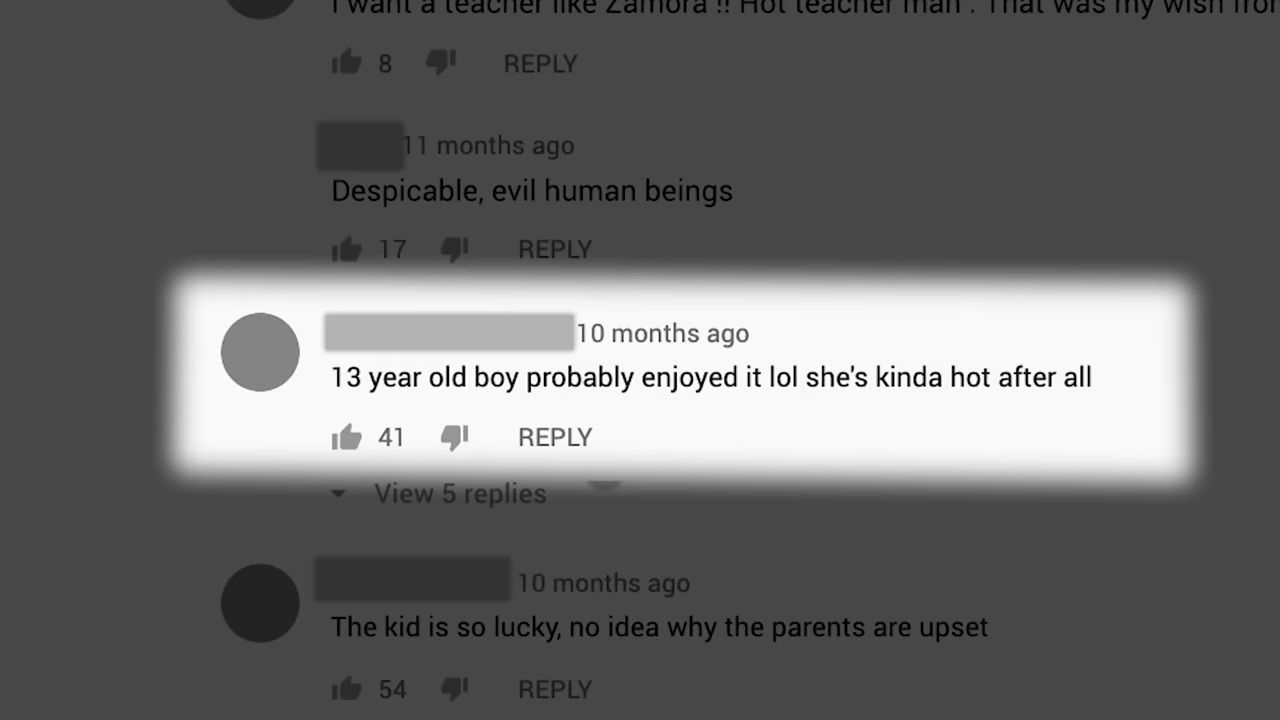 I want a teacher like Zamora !! Hot teacher man . That was my wish from
8 REPLY
11 months ago
Despicable, evil human beings
17 REPLY
10 months ago
13 year old boy probably enjoyed it lol she's kinda hot after all
41 REPLY
View 5 replies
10 months ago
The kid is so lucky, no idea why the parents are upset
54 REPLY